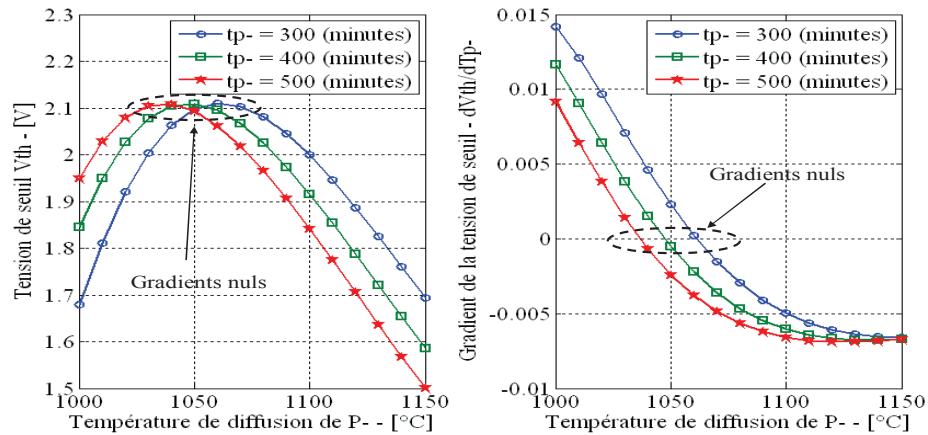 2.3
2.2
2.1
2
1.9
1.8
1.7
1.6
1.5
1000
1050
1100
1150
Tension de seuil Vth - [V]
Température de diffusion de P- - [°C]
tp- = 300 (minutes)
tp- = 400 (minutes)
tp- = 500 (minutes)
Gradients nuls
0.015
0.01
0.005
0
-0.005
-0.01
1000
1050
1100
1150
Gradient de la tension de seuil - dVth/dTp-
Température de diffusion de P- - [°C]
tp- = 300 (minutes)
tp- = 400 (minutes)
tp- = 500 (minutes)
Gradients nuls